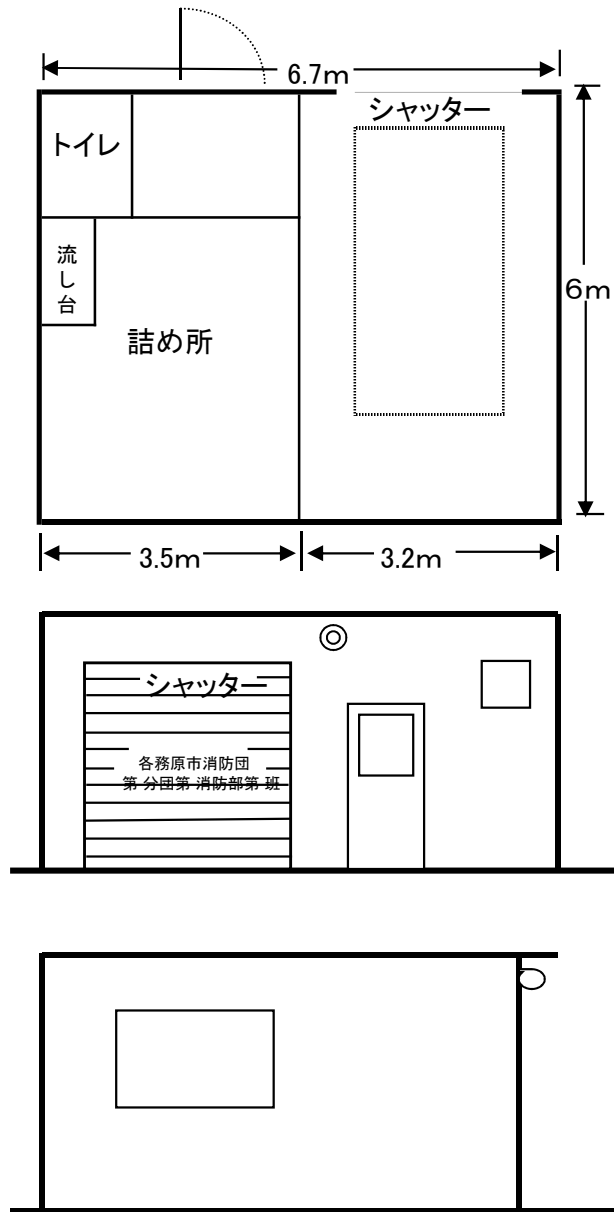 6.7m
シャッター
トイレ
6m
流し台
詰め所
3.5m
3.2m
シャッター
各務原市消防団
第 分団第 消防部第 班